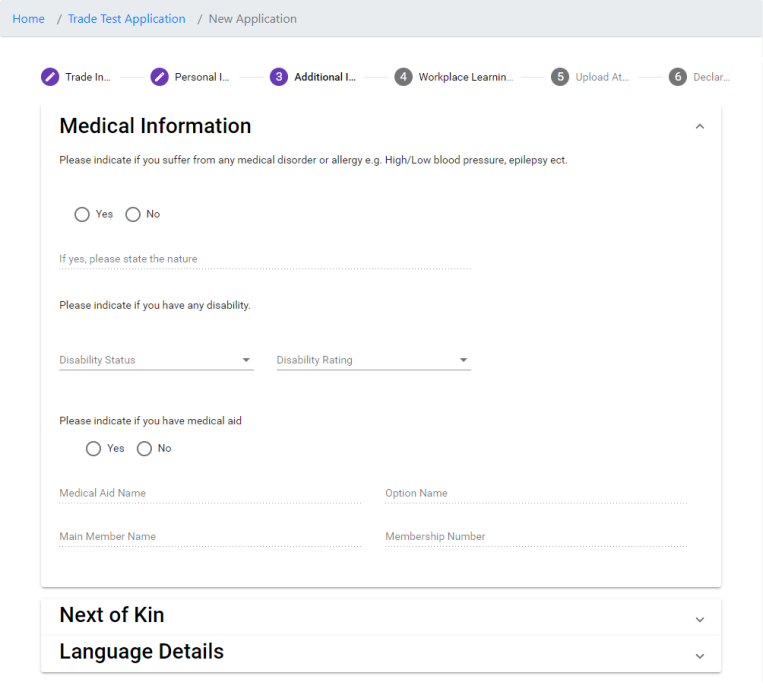 Home / Trade Test Application / New Application
Trade In... Personal I... 3 Additional I... 4 Workplace Learnin... 5 Upload At... 6 Declar...
Medical Information
Please indicate if you suffer from any medical disorder or allergy e.g. High/Low blood pressure, epilepsy ect.
Yes No
If yes, please state the nature
Please indicate if you have any disability.
Disability Status Disability Rating
Please indicate if you have medical aid
Yes No
Medical Aid Name Option Name
Main Member Name Membership Number
Next of Kin
Language Details